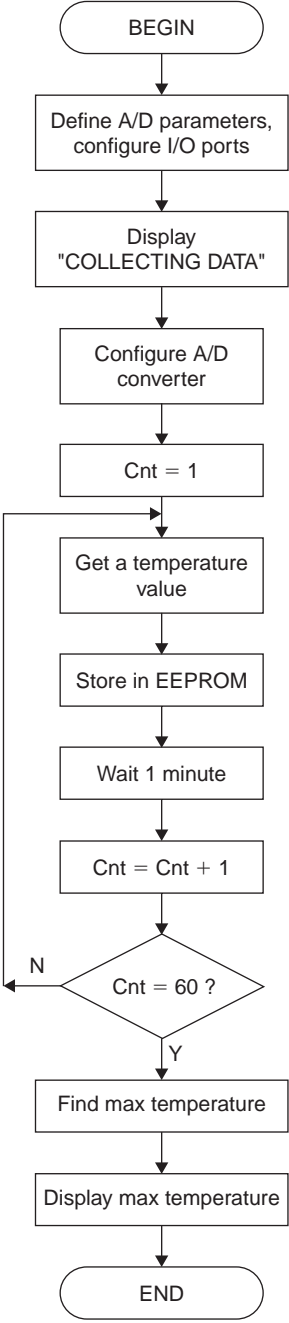 BEGIN
Define A/D parameters,
configure I/O ports
Display
"COLLECTING DATA"
Configure A/D
converter
Cnt = 1
Get a temperature
value
Store in EEPROM
Wait 1 minute
Cnt = Cnt + 1
N
Cnt = 60 ?
Y
Find max temperature
Display max temperature
END